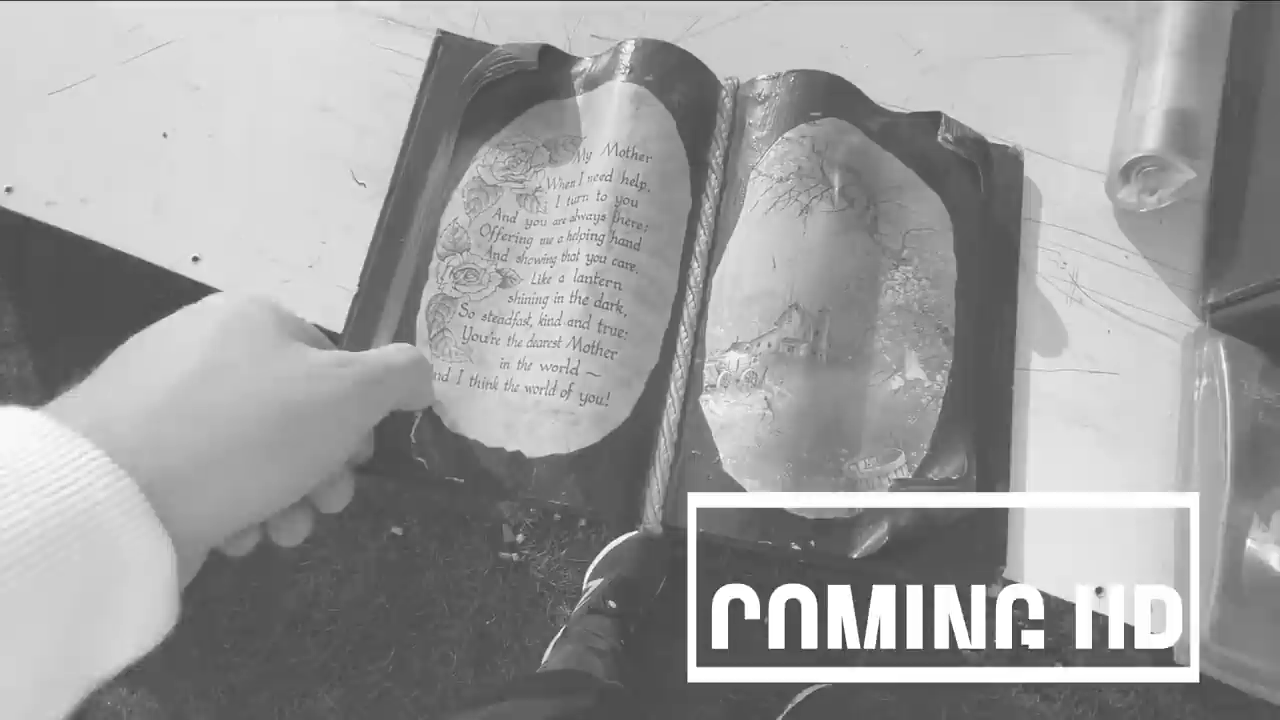 My Mother
When I need help,
I turn to you
And you are always there;
Offering me a helping hand
And showing that you care.
Like a lantern
shining in the dark,
So steadfast, kind and true;
You're the dearest Mother
in the world ~
And I think the world of you!
COMING UP